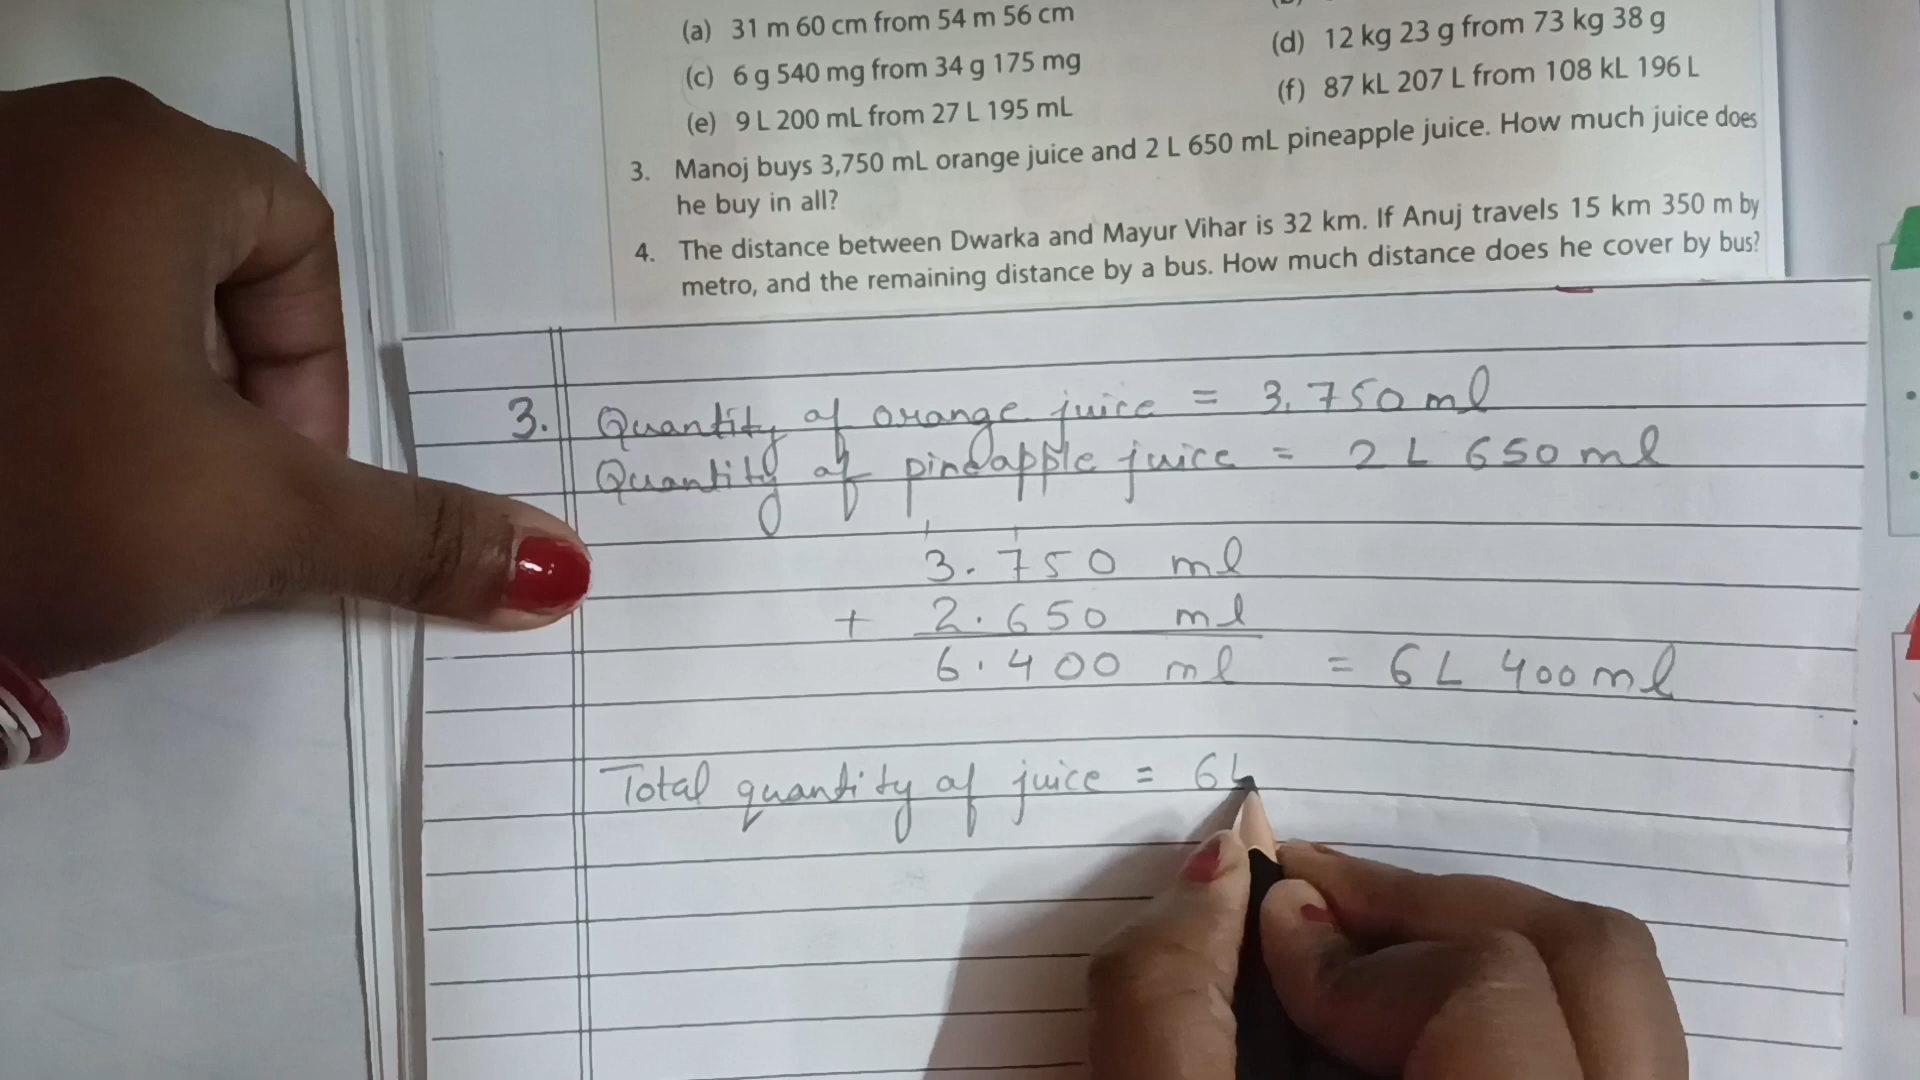 (a) 31 m 60 cm from 54 m 56 cm
(c) 6 g 540 mg from 34 g 175 mg
(d) 12 kg 23 g from 73 kg 38 g
(e) 9 L 200 mL from 27 L 195 mL
(f) 87 kL 207 L from 108 kL 196 L
3. Manoj buys 3,750 mL orange juice and 2 L 650 mL pineapple juice. How much juice does
he buy in all?
4. The distance between Dwarka and Mayur Vihar is 32 km. If Anuj travels 15 km 350 m by
metro, and the remaining distance by a bus. How much distance does he cover by bus?
3. Quantity of orange juice = 3.750 ml
Quantity of pineapple juice = 2 L 650 ml
1 1
3.750 ml
+ 2.650 ml
6.400 ml = 6 L 400 ml
Total quantity of juice = 6 L